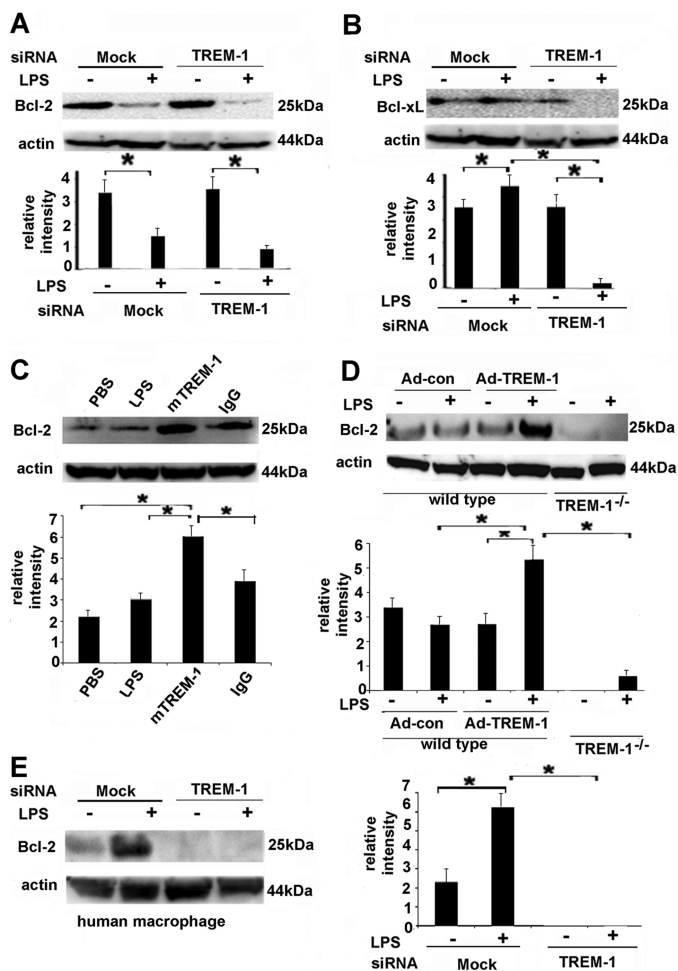 A
siRNA Mock TREM-1
LPS - + - +
Bcl-2 25kDa
actin 44kDa
* *
relative intensity
4
3
2
1
0
LPS - + - +
siRNA Mock TREM-1
B
siRNA Mock TREM-1
LPS - + - +
Bcl-xL 25kDa
actin 44kDa
* * *
relative intensity
4
3
2
1
0
LPS - + - +
siRNA Mock TREM-1
C
PBS LPS mTREM-1 IgG
Bcl-2 25kDa
actin 44kDa
* * *
relative intensity
7
6
5
4
3
2
1
0
PBS LPS mTREM-1 IgG
D
Ad-con Ad-TREM-1
LPS - + - + - +
Bcl-2 25kDa
actin 44kDa
wild type TREM-1-/-
* * *
relative intensity
6
5
4
3
2
1
0
LPS - + - + - +
Ad-con Ad-TREM-1
wild type TREM-1-/-
E
siRNA Mock TREM-1
LPS - + - +
Bcl-2 25kDa
actin 44kDa
human macrophage
* *
relative intensity
7
6
5
4
3
2
1
0
LPS - + - +
siRNA Mock TREM-1